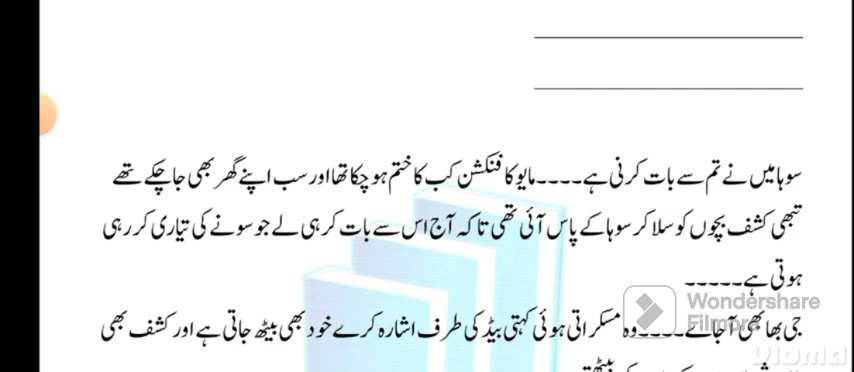 سوہا میں نے تم سے بات کرنی ہے۔۔۔۔مایو کا فنکشن کب کا ختم ہو چکا تھا اور سب اپنے گھر بھی جا چکے تھے
تبھی کشف بچوں کو سلا کر سوہا کے پاس آئی تھی تاکہ آج اس سے بات کر ہی لے جو سونے کی تیاری کر رہی
ہوتی ہے۔۔۔۔۔
جی بھابھی آ جائے۔۔۔۔وہ مسکراتی ہوئی کہتی بیڈ کی طرف اشارہ کرے خود بھی بیٹھ جاتی ہے اور کشف بھی
Wondershare
Filmora